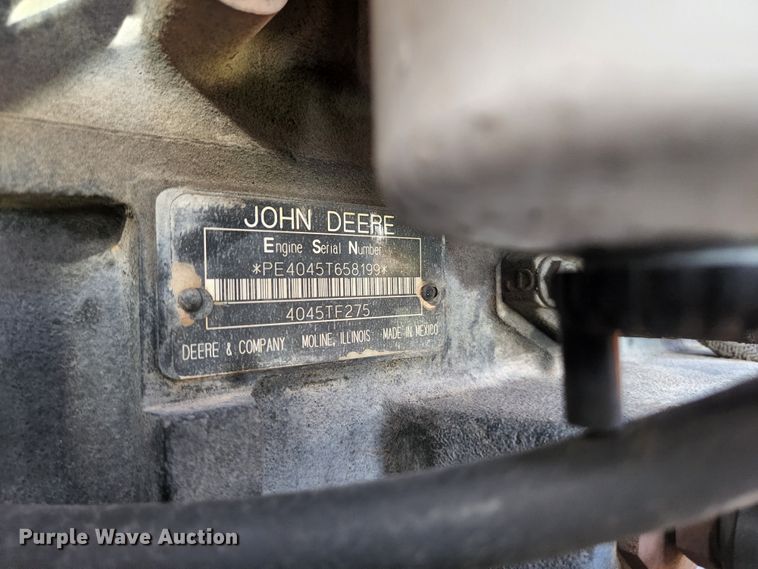 JOHN DEERE
Engine Serial Number
*PE4045T658199*
4045TF275
DEERE & COMPANY MOLINE, ILLINOIS MADE IN MEXICO
Purple Wave Auction